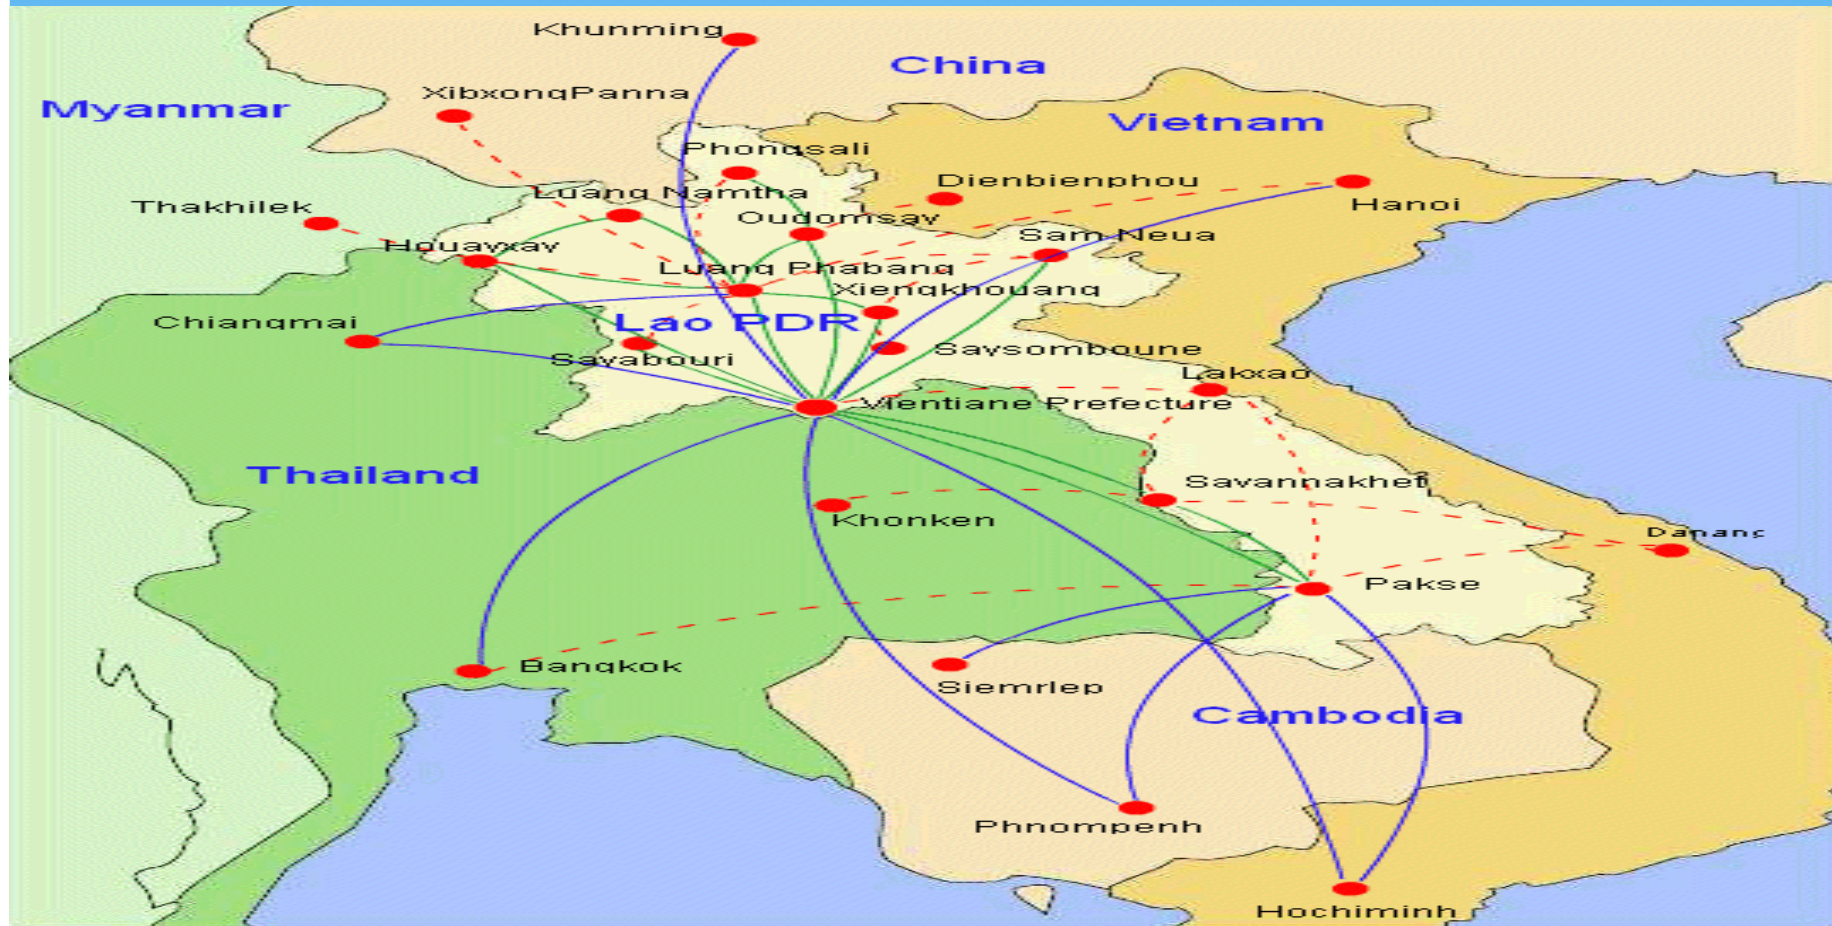 Khunming
China
XibxongPanna
Myanmar
Vietnam
Phongsali
Dienbienphou
Luang Namtha
Hanoi
Thakhilek
Oudomsay
Sam Neua
Houayxay
Luang Phabang
Xiengkhouang
Chiangmai
Lao PDR
Saysomboune
Sayabouri
Lakxao
Vientiane Prefecture
Thailand
Savannakhet
Khonken
Danang
Pakse
Bangkok
Siemrlep
Cambodia
Phnompenh
Hochiminh